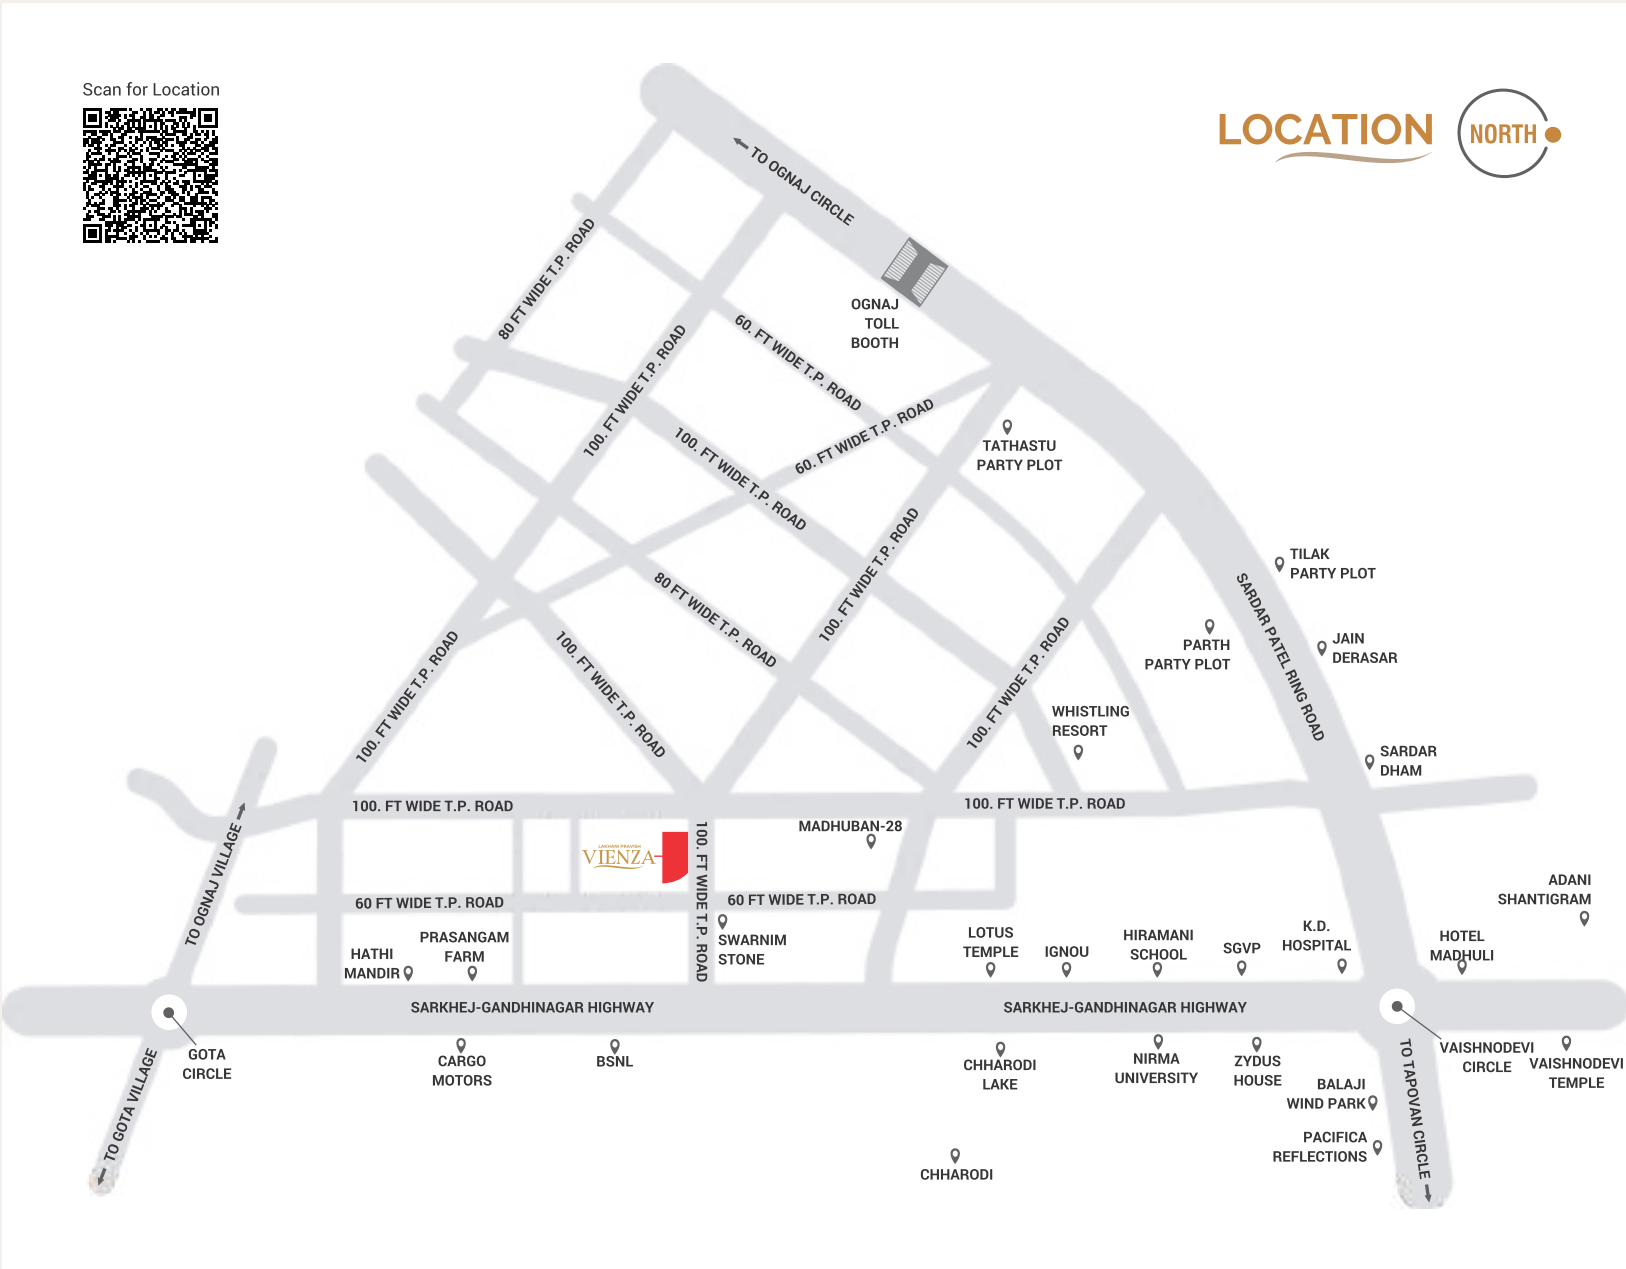 Scan for Location
LOCATION
NORTH
TO OGNAJ CIRCLE
80 FT WIDE T.P. ROAD
OGNAJ
TOLL
BOOTH
60. FT WIDE T.P. ROAD
100. FT WIDE T.P. ROAD
60. FT WIDE T.P. ROAD
100. FT WIDE T.P. ROAD
TATHASTU
PARTY PLOT
100. FT WIDE T.P. ROAD
TILAK
PARTY PLOT
SARDAR PATEL RING ROAD
80 FT WIDE T.P. ROAD
PARTH
PARTY PLOT
JAIN
DERASAR
100. FT WIDE T.P. ROAD
100. FT WIDE T.P. ROAD
100. FT WIDE T.P. ROAD
WHISTLING
RESORT
SARDAR
DHAM
100. FT WIDE T.P. ROAD
100. FT WIDE T.P. ROAD
TO OGNAJ VILLAGE
LAKHANI PRAVISH
VIENZA
100. FT WIDE T.P. ROAD
MADHUBAN-28
60 FT WIDE T.P. ROAD
60 FT WIDE T.P. ROAD
ADANI
SHANTIGRAM
HATHI
MANDIR
PRASANGAM
FARM
SWARNIM
STONE
LOTUS
TEMPLE
IGNOU
HIRAMANI
SCHOOL
SGVP
K.D.
HOSPITAL
HOTEL
MADHULI
SARKHEJ-GANDHINAGAR HIGHWAY
SARKHEJ-GANDHINAGAR HIGHWAY
GOTA
CIRCLE
TO GOTA VILLAGE
CARGO
MOTORS
BSNL
CHHARODI
LAKE
NIRMA
UNIVERSITY
ZYDUS
HOUSE
BALAJI
WIND PARK
PACIFICA
REFLECTIONS
TO TAPOVAN CIRCLE
VAISHNODEVI
CIRCLE
VAISHNODEVI
TEMPLE
CHHARODI